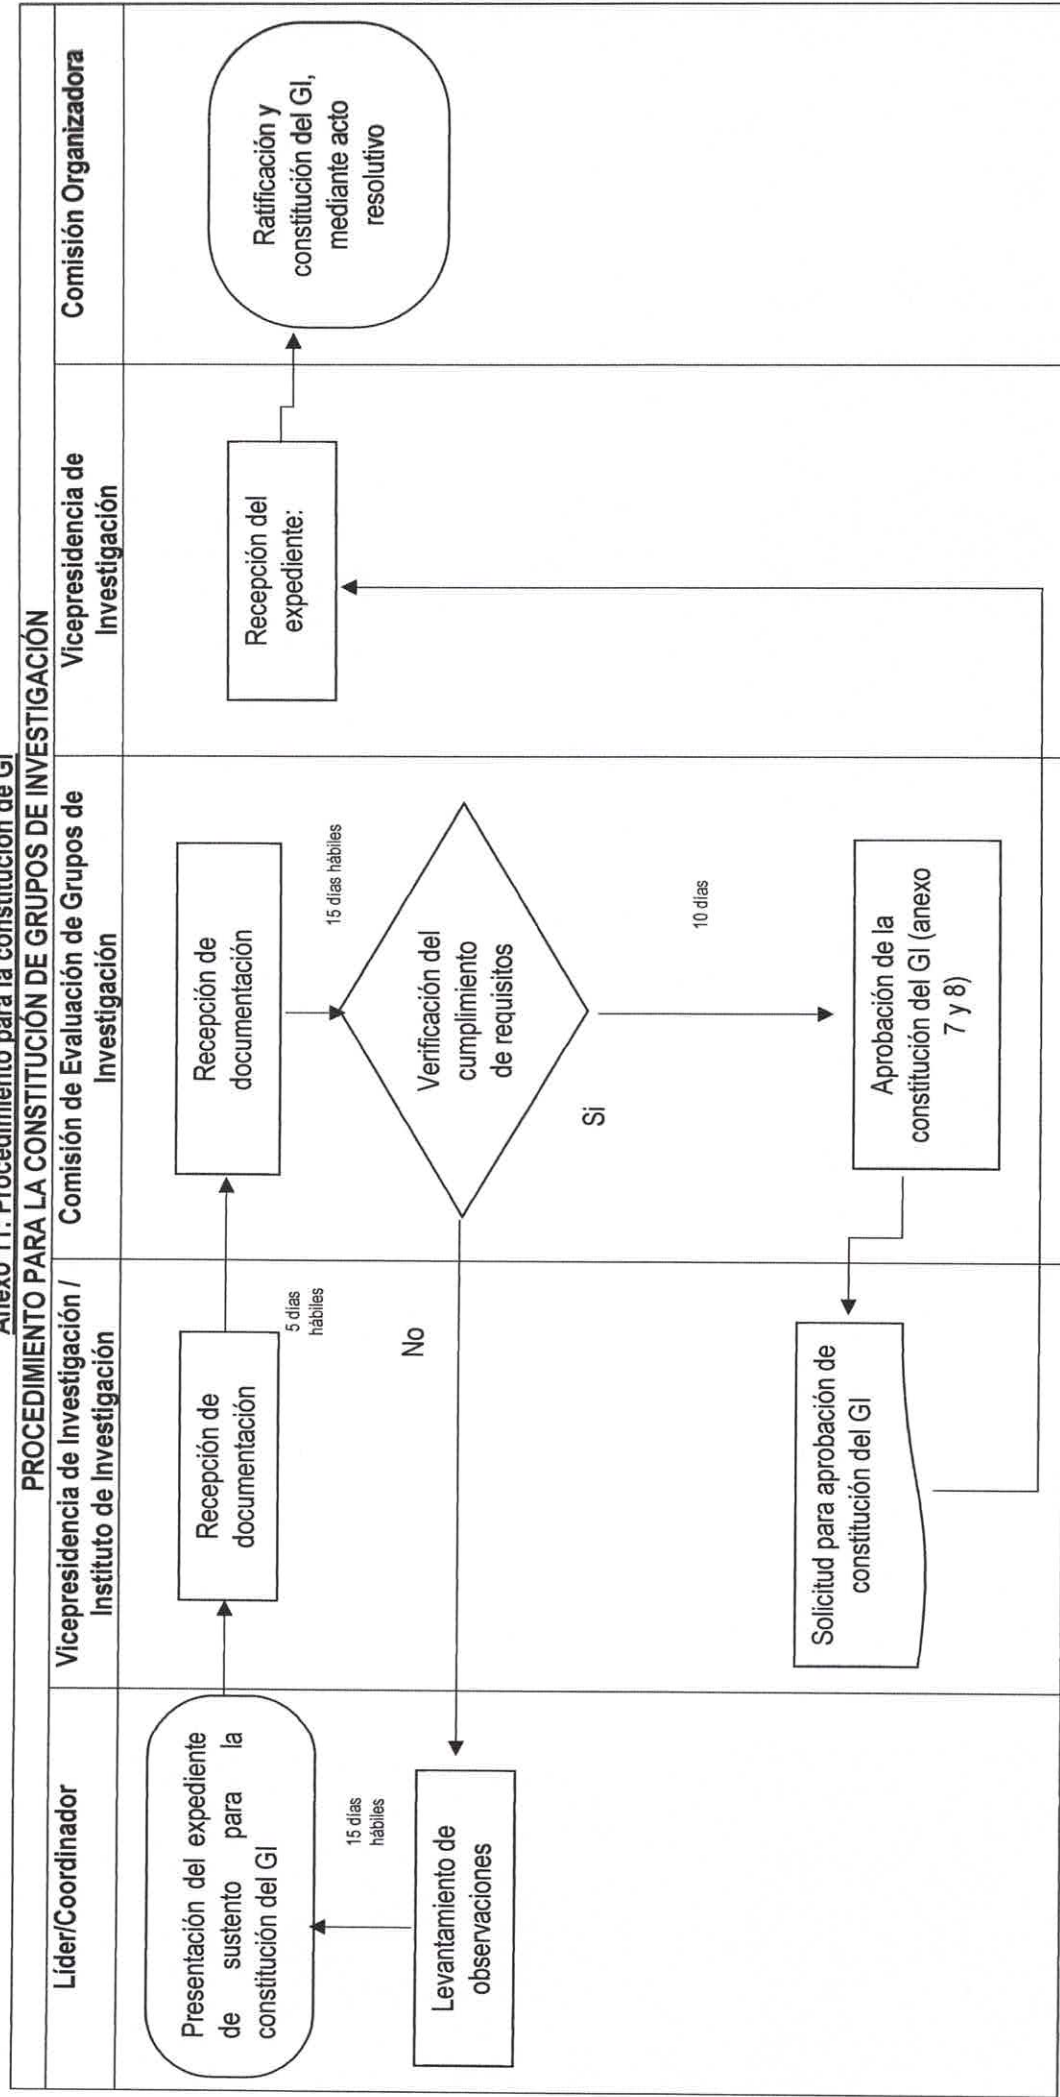 Anexo 11: Procedimiento para la constitución de GI
PROCEDIMIENTO PARA LA CONSTITUCIÓN DE GRUPOS DE INVESTIGACIÓN
Líder/Coordinador
Vicepresidencia de Investigación /
Instituto de Investigación
Comisión de Evaluación de Grupos de
Investigación
Vicepresidencia de
Investigación
Comisión Organizadora
Presentación del expediente
de sustento para la
constitución del GI
Recepción de
documentación
5 días
hábiles
Recepción de
documentación
15 días hábiles
Verificación del
cumplimiento
de requisitos
No
Si
15 días
hábiles
Levantamiento de
observaciones
10 días
Aprobación de la
constitución del GI (anexo
7 y 8)
Solicitud para aprobación de
constitución del GI
Recepción del
expediente:
Ratificación y
constitución del GI,
mediante acto
resolutivo